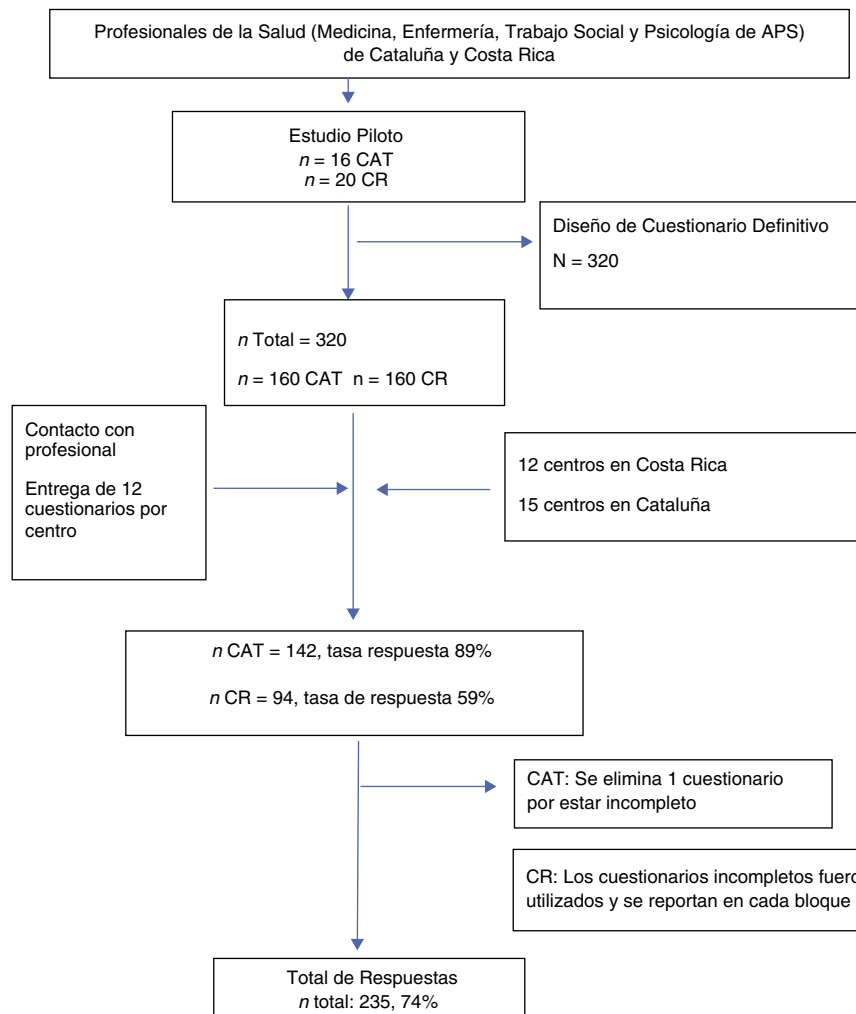 Profesionales de la Salud (Medicina, Enfermería, Trabajo Social y Psicología de APS)
de Cataluña y Costa Rica
Estudio Piloto
n = 16 CAT
n = 20 CR
Diseño de Cuestionario Definitivo
N = 320
n Total = 320
n = 160 CAT n = 160 CR
Contacto con
profesional
Entrega de 12
cuestionarios por
centro
12 centros en Costa Rica
15 centros en Cataluña
n CAT = 142, tasa respuesta 89%
n CR = 94, tasa de respuesta 59%
CAT: Se elimina 1 cuestionario
por estar incompleto
CR: Los cuestionarios incompletos fuero
utilizados y se reportan en cada bloque
Total de Respuestas
n total: 235, 74%